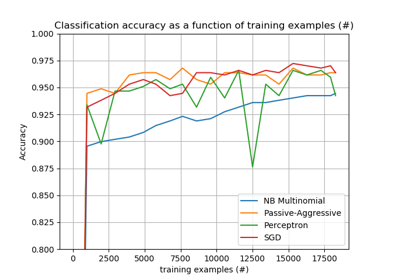 Classification accuracy as a function of training examples (#)
1.000
0.975
0.950
0.925
0.900
0.875
0.850
0.825
0.800
Accuracy
NB Multinomial
Passive-Aggressive
Perceptron
SGD
0 2500 5000 7500 10000 12500 15000 17500
training examples (#)